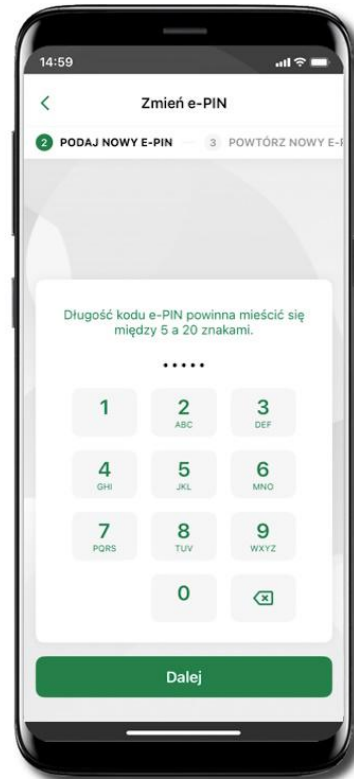 14:59
Zmień e-PIN
2 PODAJ NOWY E-PIN
3 POWTÓRZ NOWY E-P
Długość kodu e-PIN powinna mieścić się
między 5 a 20 znakami.
•••••
1
2
ABC
3
DEF
4
GHI
5
JKL
6
MNO
7
PQRS
8
TUV
9
WXYZ
0
Dalej